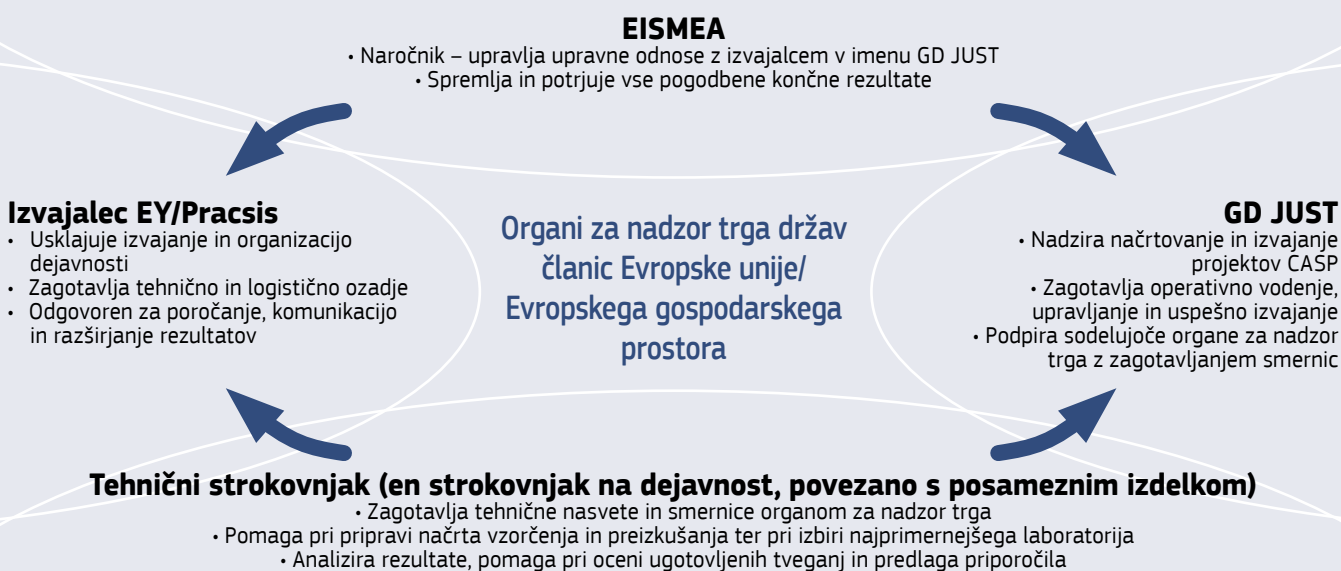 EISMEA
• Naročnik – upravlja upravne odnose z izvajalcem v imenu GD JUST
• Spremlja in potrjuje vse pogodbene končne rezultate
Izvajalec EY/Pracsis
• Usklajuje izvajanje in organizacijo
dejavnosti
• Zagotavlja tehnično in logistično ozadje
• Odgovoren za poročanje, komunikacijo
in razširjanje rezultatov
Organi za nadzor trga držav
članic Evropske unije/
Evropskega gospodarskega
prostora
GD JUST
• Nadzira načrtovanje in izvajanje
projektov CASP
• Zagotavlja operativno vodenje,
upravljanje in uspešno izvajanje
• Podpira sodelujoče organe za nadzor
trga z zagotavljanjem smernic
Tehnični strokovnjak (en strokovnjak na dejavnost, povezano s posameznim izdelkom)
• Zagotavlja tehnične nasvete in smernice organom za nadzor trga
• Pomaga pri pripravi načrta vzorčenja in preizkušanja ter pri izbiri najprimernejšega laboratorija
• Analizira rezultate, pomaga pri oceni ugotovljenih tveganj in predlaga priporočila